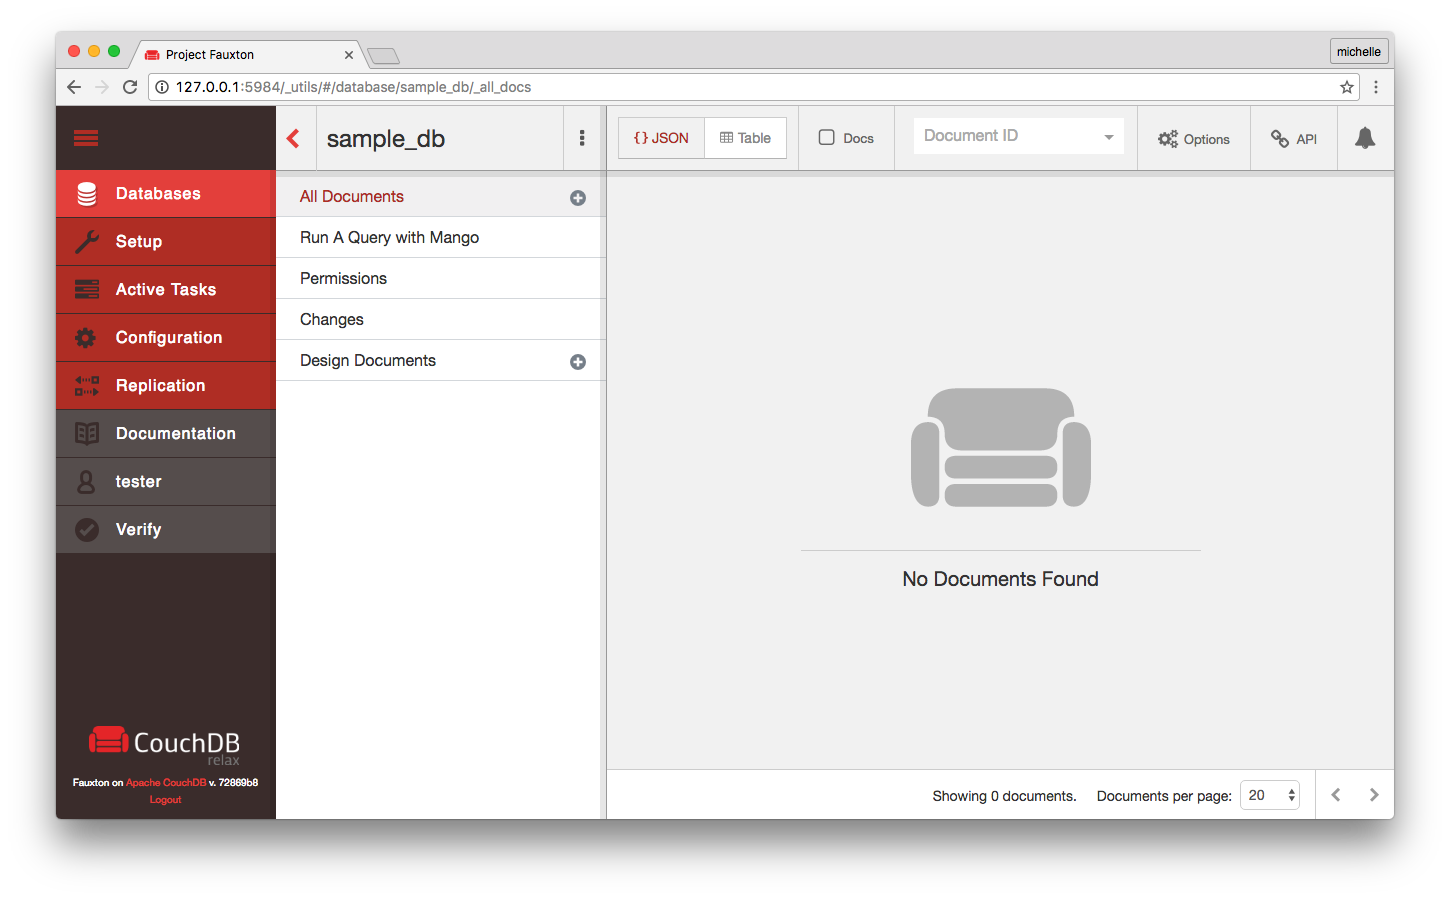 Project Fauxton
michelle
127.0.0.1:5984/_utils/#/database/sample_db/_all_docs
sample_db
{ } JSON
Table
Docs
Document ID
Options
API
Databases
Setup
Active Tasks
Configuration
Replication
Documentation
tester
Verify
All Documents
Run A Query with Mango
Permissions
Changes
Design Documents
No Documents Found
CouchDB
relax
Fauxton on Apache CouchDB v. 72869b8
Logout
Showing 0 documents.
Documents per page: 20